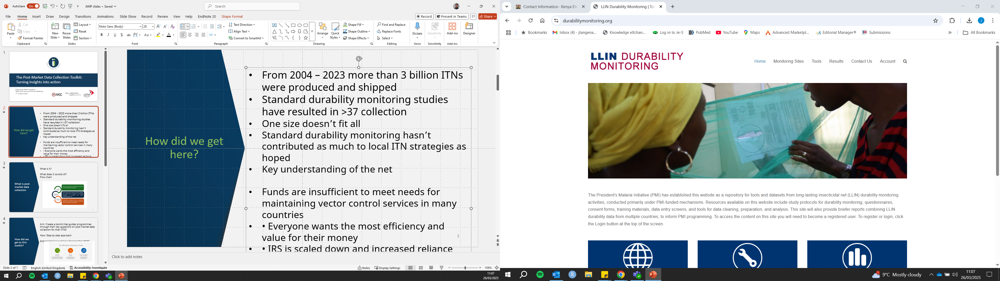 AutoSave On AMP slides • Saved Search
File Home Insert Draw Design Transitions Animations Slide Show Record Review View Help EndNote 20 Shape Format Record Present in Teams Share
Paste Cut Copy Format Painter
Clipboard
New Slide Reuse Slides Layout Reset Section
Slides
Noto Sans (Body) 28
Font
Text Direction Align Text Convert to SmartArt
Paragraph
Arrange Quick Styles Shape Fill Shape Outline Shape Effects
Drawing
Find and Replace Replace Fonts Select
Editing
Dictate
Voice
Sensitivity
Sensitivity
Add-ins
Add-ins
Designer
1
The Post-Market Data Collection Toolkit:
Turning insights into action
IVCC
LSTM
2
How did we get
here?
• From 2004 – 2023 more than 3 billion ITNs
were produced and shipped
• Standard durability monitoring studies
have resulted in >37 collection
• One size doesn't fit all
• Standard durability monitoring hasn't
contributed as much to local ITN strategies as
hoped
• Key understanding of the net
Funds are insufficient to meet needs for
maintaining vector control services in many
countries
• Everyone wants the most efficiency and
value for their money
• IRS is scaled down and increased reliance
3
What is post
market data
collection
What is it?
What does it consist of?
Flow chart
4
How did we
get to this
toolkit?
Aim: Create a toolkit that guides programmes
through their key questions on post market data
collection for their ITNS
How: Step by step approach
How did we get
here?
• From 2004 – 2023 more than 3 billion ITNs
were produced and shipped
• Standard durability monitoring studies
have resulted in >37 collection
• One size doesn't fit all
• Standard durability monitoring hasn't
contributed as much to local ITN strategies as
hoped
• Key understanding of the net
• Funds are insufficient to meet needs for
maintaining vector control services in many
countries
• • Everyone wants the most efficiency and
value for their money
• • IRS is scaled down and increased reliance
2
Click to add notes
Slide 2 of 7 English (United Kingdom) Accessibility: Investigate Notes Display Settings 106%
11:07
26/03/2025
Contact Information · Kenya Ele LLIN Durability Monitoring | Toc
durabilitymonitoring.org
Bookmarks Inbox (4) - jtangena... Knowledge eXchan... Log in to Je-S PubMed YouTube Maps Advanced Marketpl... Editorial Manager® SN Submissions All Bookmarks
LLIN DURABILITY
MONITORING
Home Monitoring Sites Tools Results Contact Us Account
The President's Malaria Initiative (PMI) has established this website as a repository for tools and datasets from long-lasting insecticidal net (LLIN) durability monitoring
activities, conducted primarily under PMI-funded mechanisms. Resources available on this website include study protocols for durability monitoring, questionnaires,
consent forms, training materials, data entry screens, and tools for data cleaning, preparation, and analysis. This site will also provide briefer reports combining LLIN
durability data from multiple countries, to inform PMI programming. To access the content on this site you will need to become a registered user. To register or login, click
the Login button at the top of the screen.
9°C Mostly cloudy
11:07
26/03/2025